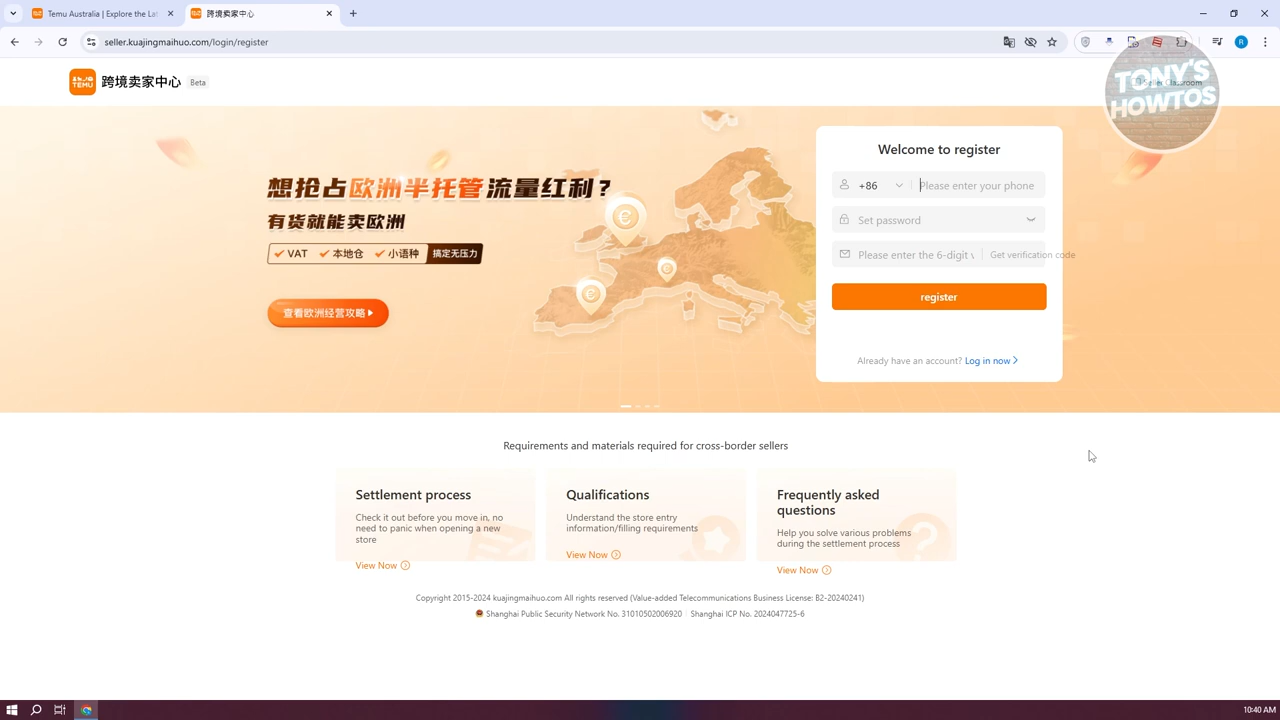 Temu Australia | Explore the Lat
跨境卖家中心
seller.kuajingmaihuo.com/login/register
R
TEMU
跨境卖家中心
Beta
Seller Classroom
TONY'S
HOWTOS
想抢占欧洲半托管流量红利？
有货就能卖欧洲
VAT 本地仓 小语种 搞定无压力
查看欧洲经营攻略
Welcome to register
+86 Please enter your phone
Set password
Please enter the 6-digit v Get verification code
register
Already have an account? Log in now
Requirements and materials required for cross-border sellers
Settlement process
Check it out before you move in, no
need to panic when opening a new
store
View Now
Qualifications
Understand the store entry
information/filling requirements
View Now
Frequently asked
questions
Help you solve various problems
during the settlement process
View Now
Copyright 2015-2024 kuajingmaihuo.com All rights reserved (Value-added Telecommunications Business License: B2-20240241)
Shanghai Public Security Network No. 31010502006920 Shanghai ICP No. 2024047725-6
10:40 AM